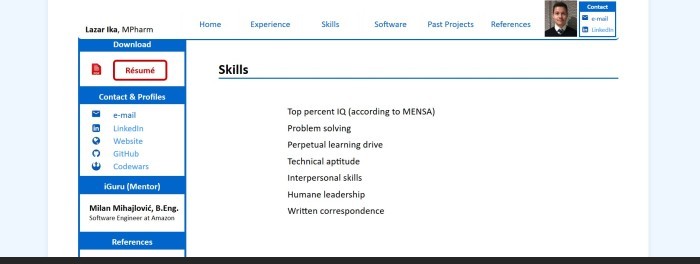 Lazar Ika, MPharm
Home Experience Skills Software Past Projects References
Contact
e-mail
LinkedIn
Download
Résumé
Contact & Profiles
e-mail
LinkedIn
Website
GitHub
Codewars
iGuru (Mentor)
Milan Mihajlović, B.Eng.
Software Engineer at Amazon
References
Skills
Top percent IQ (according to MENSA)
Problem solving
Perpetual learning drive
Technical aptitude
Interpersonal skills
Humane leadership
Written correspondence